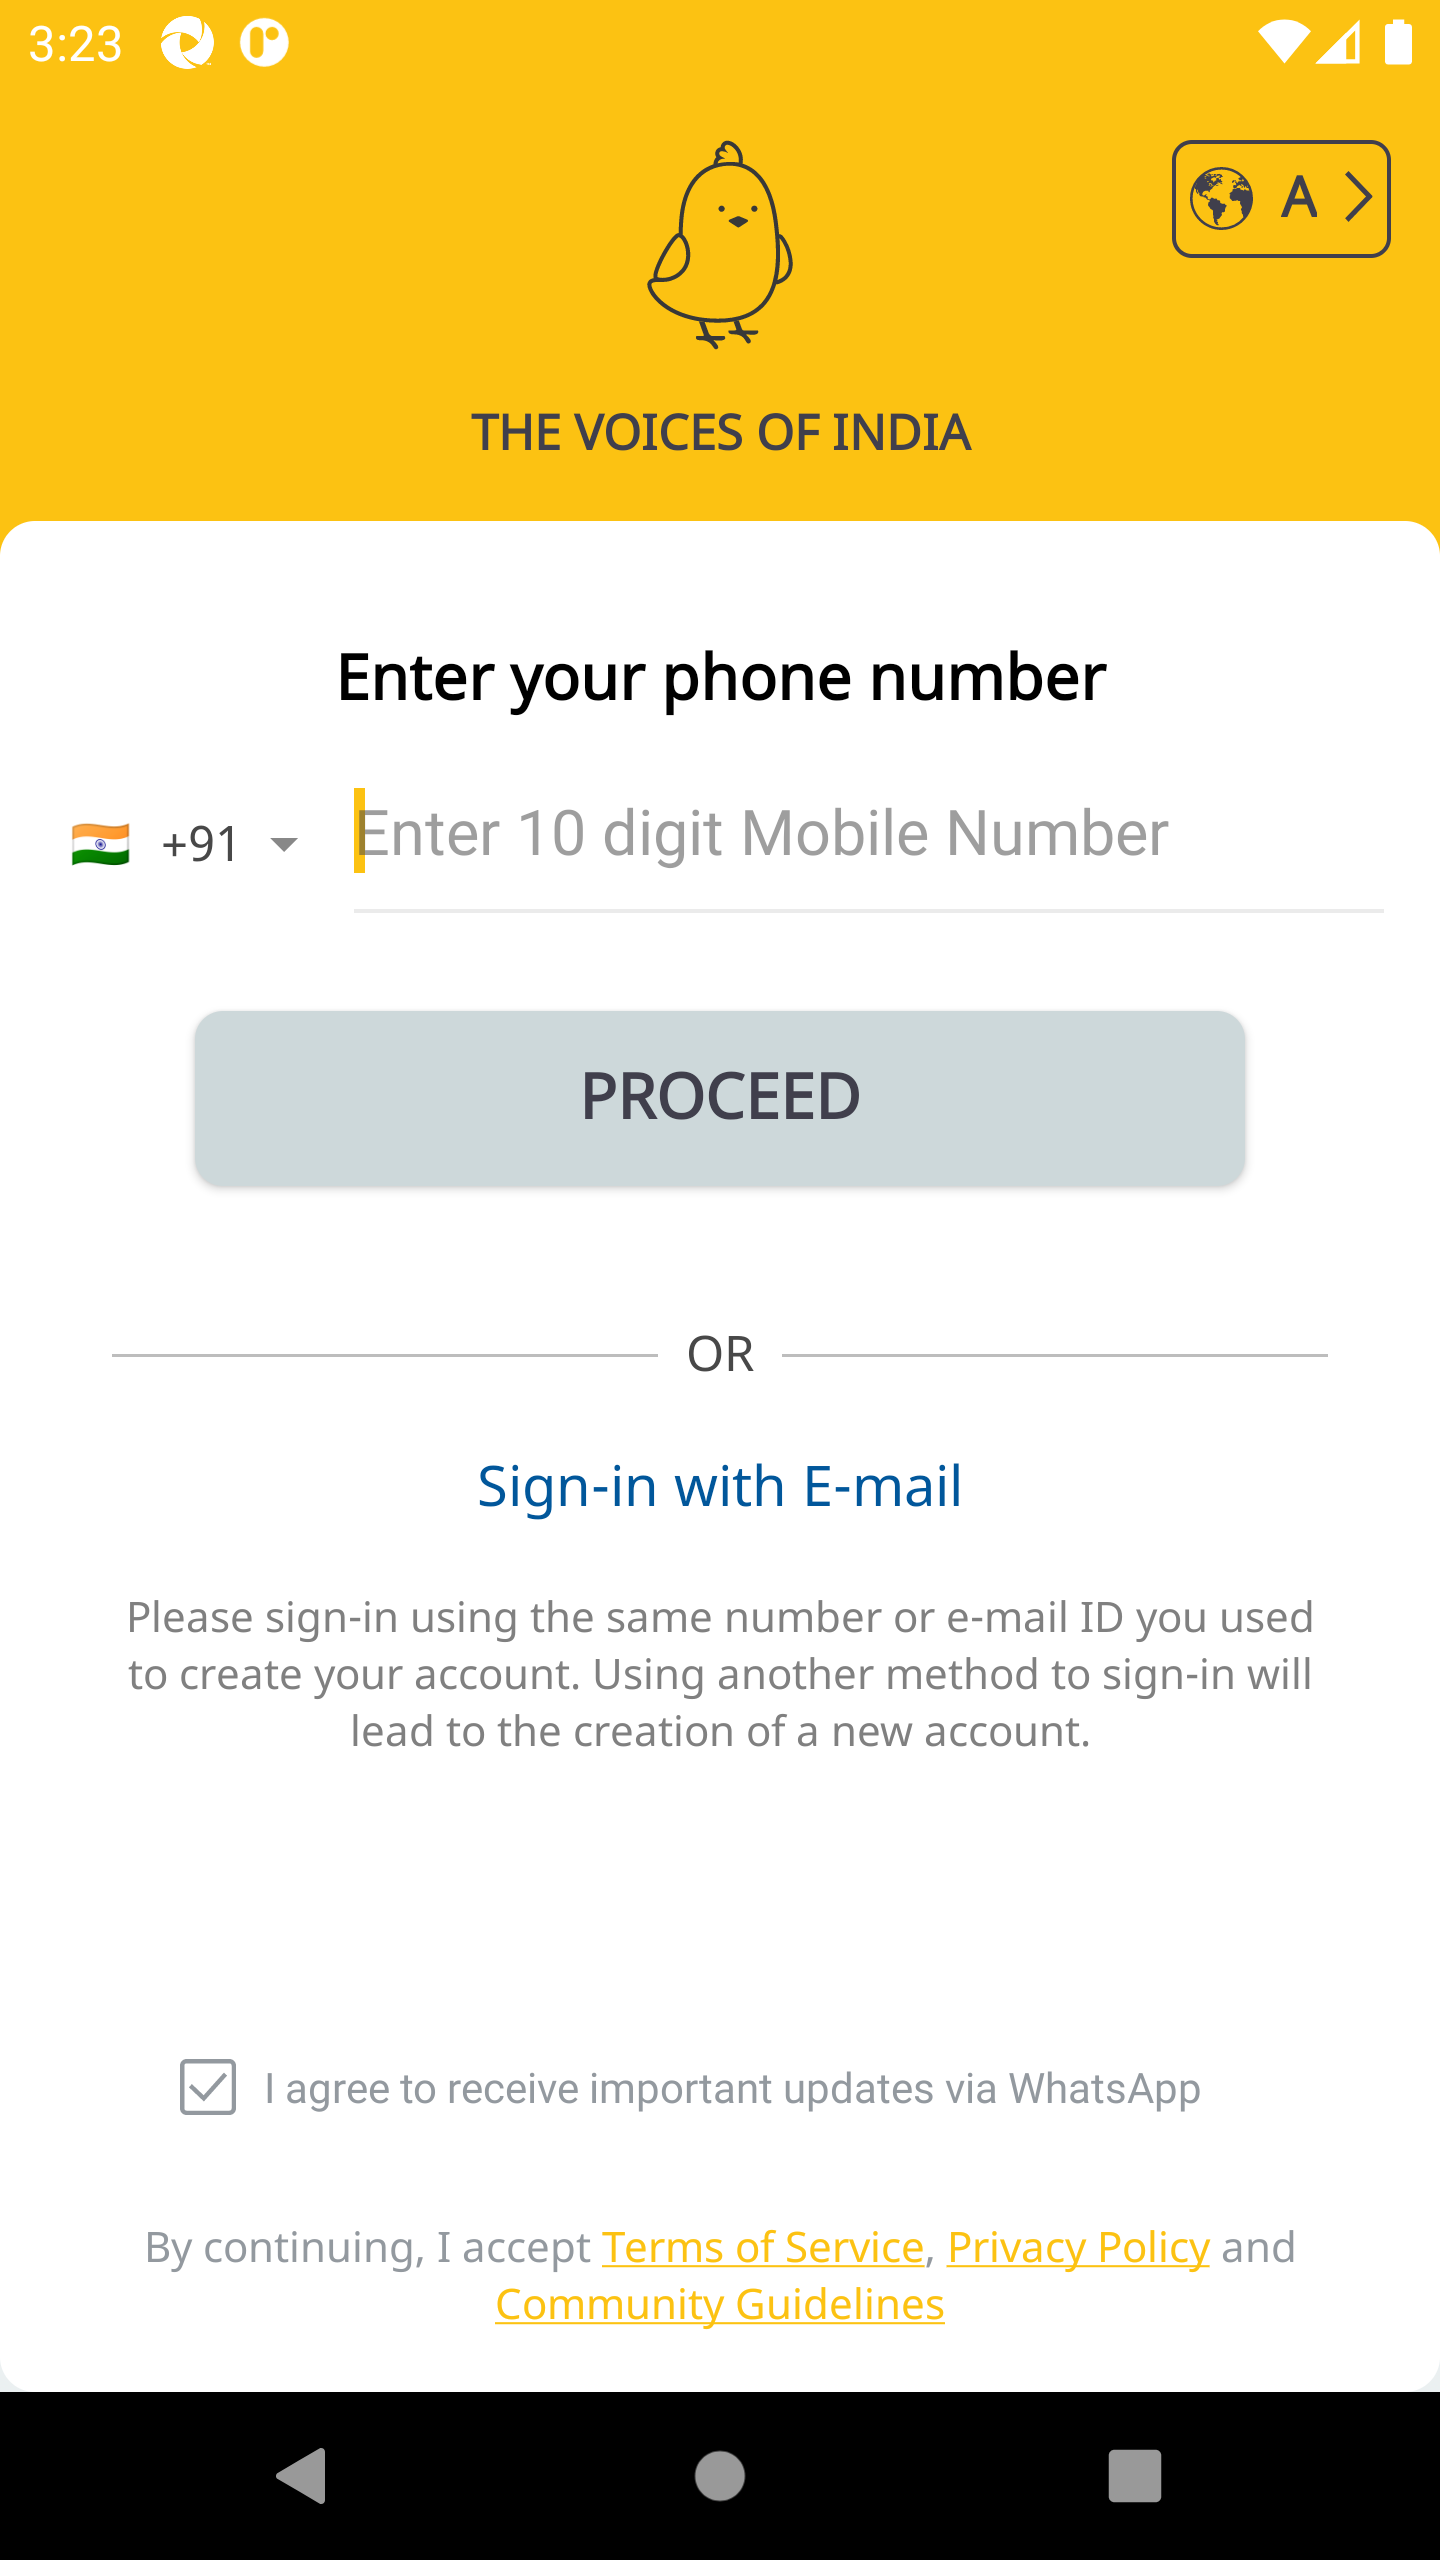 3:23
A
THE VOICES OF INDIA
Enter your phone number
+91
Enter 10 digit Mobile Number
PROCEED
OR
Sign-in with E-mail
Please sign-in using the same number or e-mail ID you used
to create your account. Using another method to sign-in will
lead to the creation of a new account.
I agree to receive important updates via WhatsApp
By continuing, I accept Terms of Service, Privacy Policy and
Community Guidelines